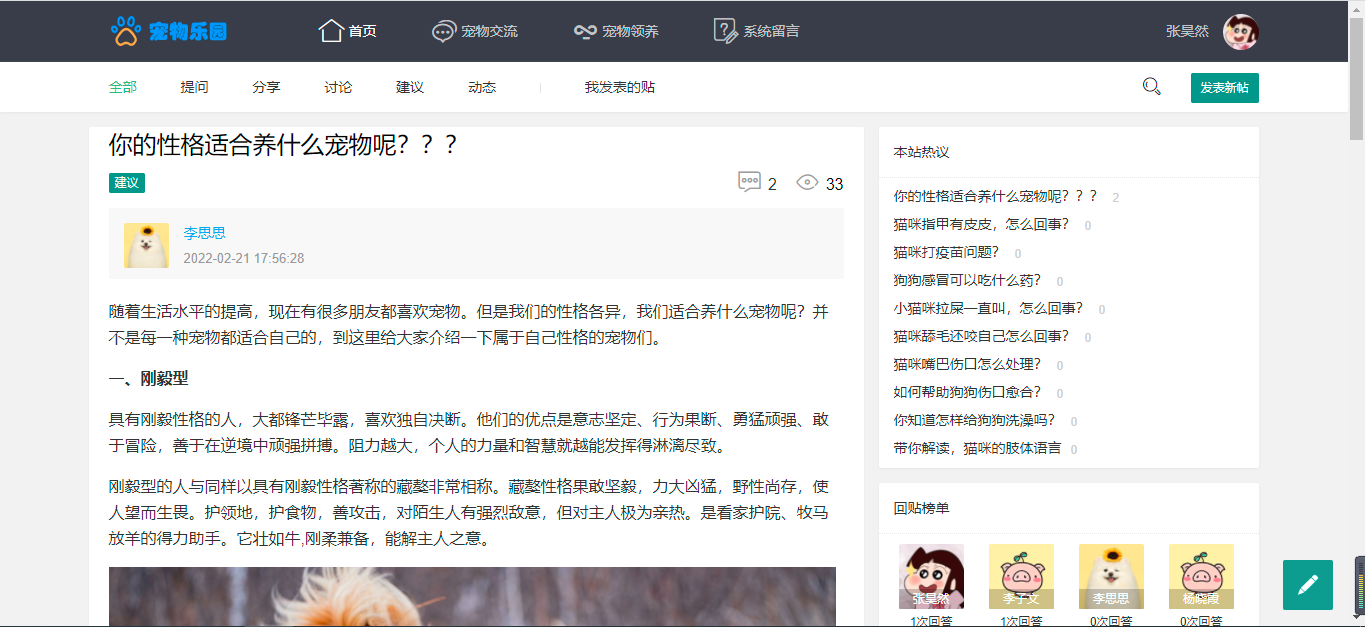 宠物乐园
首页
宠物交流
宠物领养
系统留言
张昊然
全部
提问
分享
讨论
建议
动态
我发表的贴
发表新帖
你的性格适合养什么宠物呢？？？
建议
2
33
李思思
2022-02-21 17:56:28
随着生活水平的提高，现在有很多朋友都喜欢宠物。但是我们的性格各异，我们适合养什么宠物呢？并
不是每一种宠物都适合自己的，到这里给大家介绍一下属于自己性格的宠物们。
一、刚毅型
具有刚毅性格的人，大都锋芒毕露，喜欢独自决断。他们的优点是意志坚定、行为果断、勇猛顽强、敢
于冒险，善于在逆境中顽强拼搏。阻力越大，个人的力量和智慧就越能发挥得淋漓尽致。
刚毅型的人与同样以具有刚毅性格著称的藏獒非常相称。藏獒性格果敢坚毅，力大凶猛，野性尚存，使
人望而生畏。护领地，护食物，善攻击，对陌生人有强烈敌意，但对主人极为亲热。是看家护院、牧马
放羊的得力助手。它壮如牛,刚柔兼备，能解主人之意。
本站热议
你的性格适合养什么宠物呢？？？ 2
猫咪指甲有皮皮，怎么回事？ 0
猫咪打疫苗问题？ 0
狗狗感冒可以吃什么药？ 0
小猫咪拉屎一直叫，怎么回事？ 0
猫咪舔毛还咬自己怎么回事？ 0
猫咪嘴巴伤口怎么处理？ 0
如何帮助狗狗伤口愈合？ 0
你知道怎样给狗狗洗澡吗？ 0
带你解读，猫咪的肢体语言 0
回贴榜单
张昊然
李子文
李思思
杨晓霞
1次回答
1次回答
0次回答
0次回答